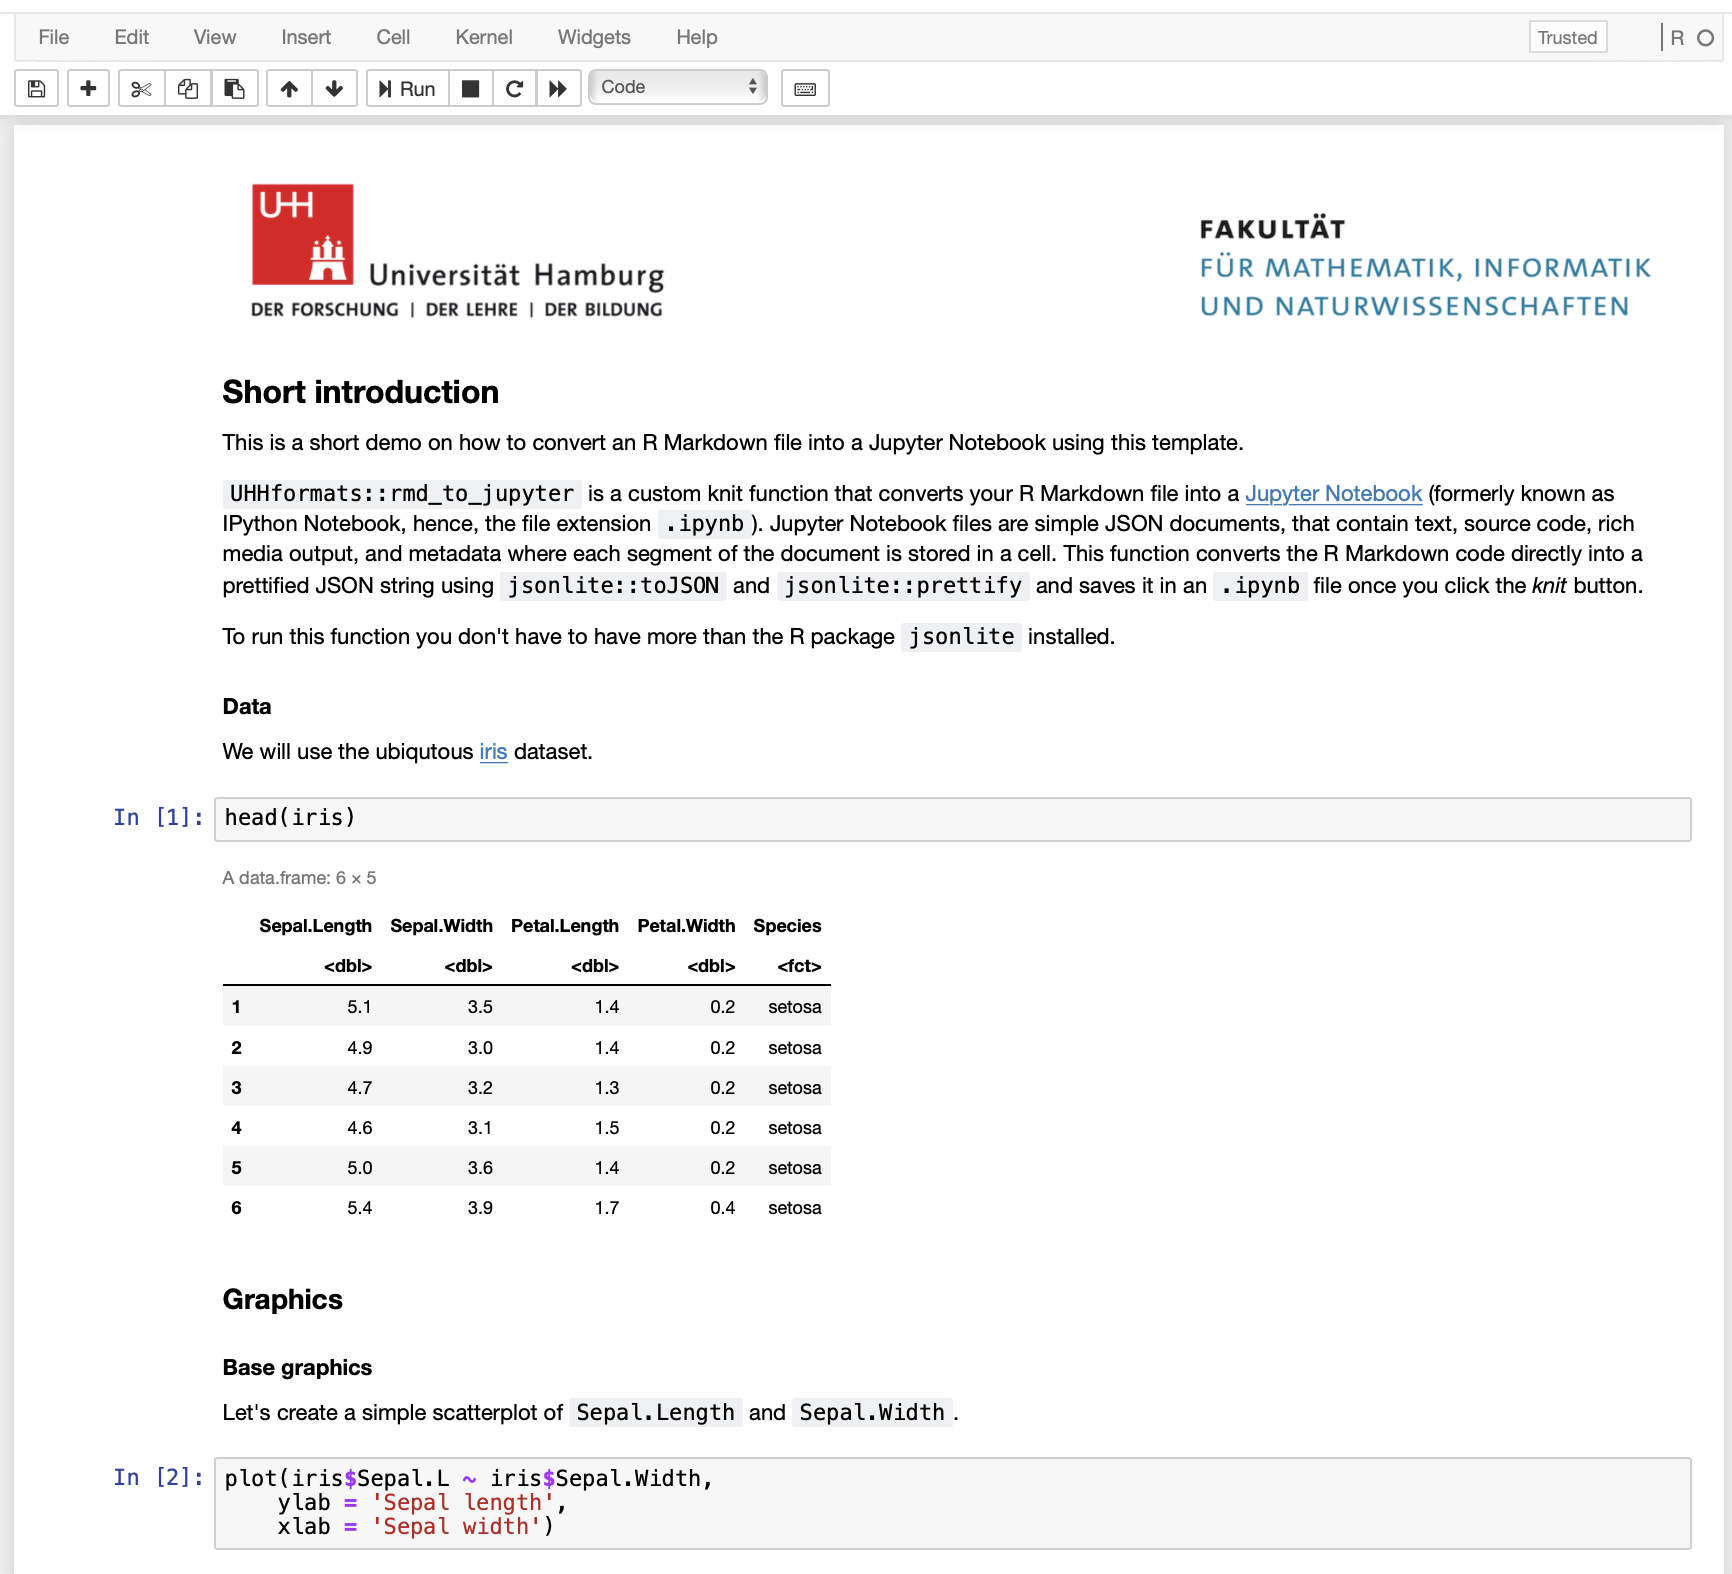 File Edit View Insert Cell Kernel Widgets Help Trusted R
Run Code
UHH
Universität Hamburg
DER FORSCHUNG | DER LEHRE | DER BILDUNG
FAKULTÄT
FÜR MATHEMATIK, INFORMATIK
UND NATURWISSENSCHAFTEN
Short introduction
This is a short demo on how to convert an R Markdown file into a Jupyter Notebook using this template.
UHHformats::rmd_to_jupyter is a custom knit function that converts your R Markdown file into a Jupyter Notebook (formerly known as
IPython Notebook, hence, the file extension .ipynb ). Jupyter Notebook files are simple JSON documents, that contain text, source code, rich
media output, and metadata where each segment of the document is stored in a cell. This function converts the R Markdown code directly into a
prettified JSON string using jsonlite::toJSON and jsonlite::prettify and saves it in an .ipynb file once you click the knit button.
To run this function you don't have to have more than the R package jsonlite installed.
Data
We will use the ubiqutous iris dataset.
In [1]: head(iris)
A data.frame: 6 × 5
Sepal.Length Sepal.Width Petal.Length Petal.Width Species
<dbl> <dbl> <dbl> <dbl> <fct>
1 5.1 3.5 1.4 0.2 setosa
2 4.9 3.0 1.4 0.2 setosa
3 4.7 3.2 1.3 0.2 setosa
4 4.6 3.1 1.5 0.2 setosa
5 5.0 3.6 1.4 0.2 setosa
6 5.4 3.9 1.7 0.4 setosa
Graphics
Base graphics
Let's create a simple scatterplot of Sepal.Length and Sepal.Width .
In [2]: plot(iris$Sepal.L ~ iris$Sepal.Width,
ylab = 'Sepal length',
xlab = 'Sepal width')